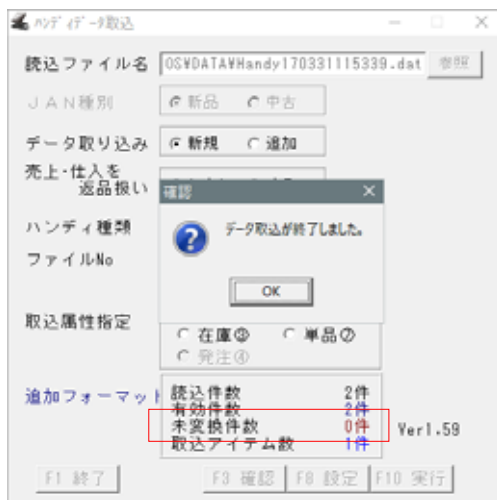 ハンディデータ取込
読込ファイル名 OS¥DATA¥Handy170331115339.dat 参照
JAN種別 新品 中古
データ取り込み 新規 追加
売上・仕入を
返品扱い
確認
データ取込が終了しました。
OK
ハンディ種類
ファイルNo
取込属性指定
在庫③ 単品⑦
発注④
追加フォーマット
読込件数 2件
有効件数 2件
未変換件数 0件
取込アイテム数 1件
Ver1.59
F1 終了 F3 確認 F8 設定 F10 実行